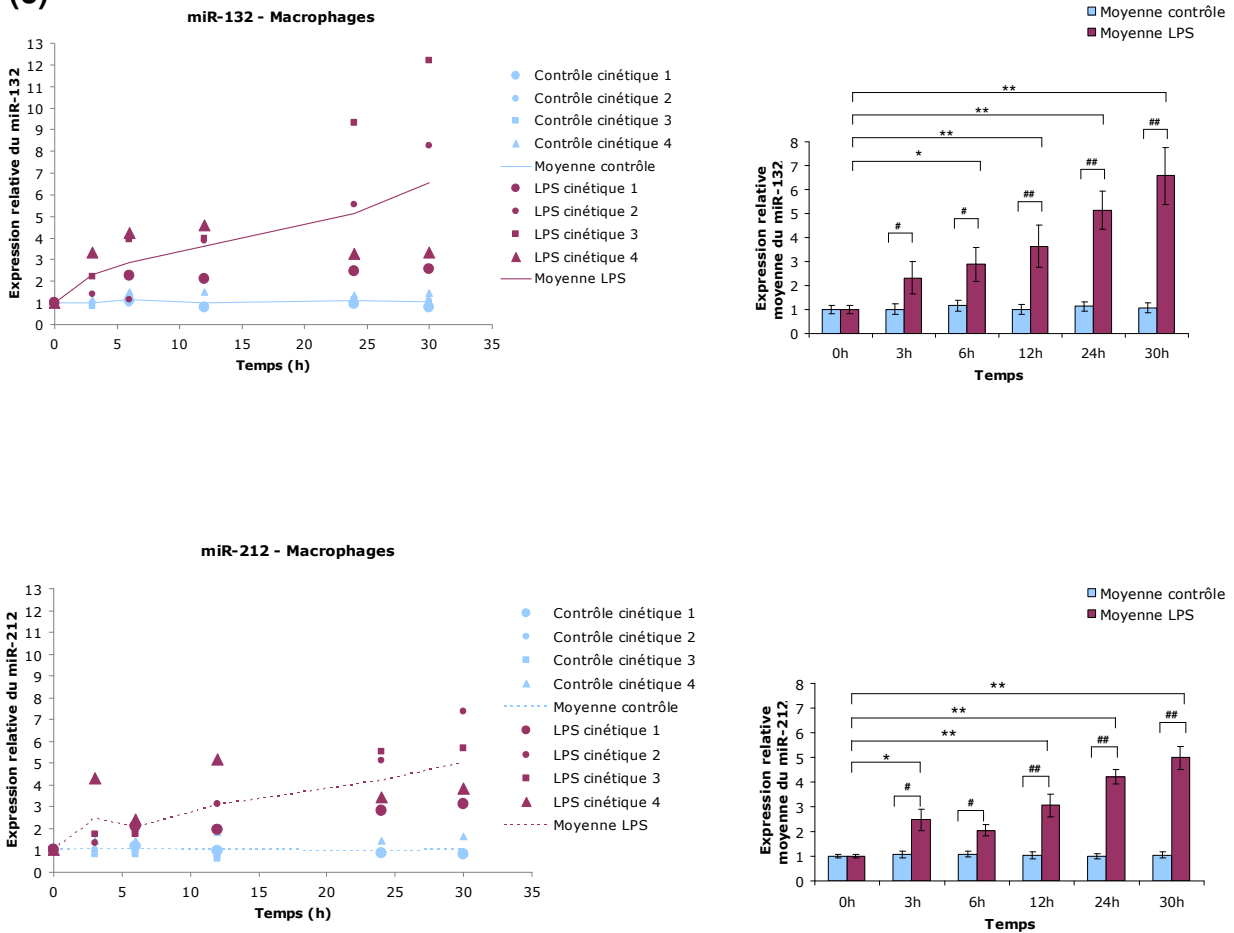 miR-132 - Macrophages
Expression relative du miR-132
13
12
11
10
9
8
7
6
5
4
3
2
1
0
0 5 10 15 20 25 30 35
Temps (h)
Contrôle cinétique 1
Contrôle cinétique 2
Contrôle cinétique 3
Contrôle cinétique 4
Moyenne contrôle
LPS cinétique 1
LPS cinétique 2
LPS cinétique 3
LPS cinétique 4
Moyenne LPS
Moyenne contrôle
Moyenne LPS
Expression relative
moyenne du miR-132
8
7
6
5
4
3
2
1
0
**
**
**
*
# # ## ## ##
0h 3h 6h 12h 24h 30h
Temps
miR-212 - Macrophages
Expression relative du miR-212
13
12
11
10
9
8
7
6
5
4
3
2
1
0
0 5 10 15 20 25 30 35
Temps (h)
Contrôle cinétique 1
Contrôle cinétique 2
Contrôle cinétique 3
Contrôle cinétique 4
Moyenne contrôle
LPS cinétique 1
LPS cinétique 2
LPS cinétique 3
LPS cinétique 4
Moyenne LPS
Moyenne contrôle
Moyenne LPS
Expression relative
moyenne du miR-212
8
7
6
5
4
3
2
1
0
**
**
**
*
# # ## ## ##
0h 3h 6h 12h 24h 30h
Temps